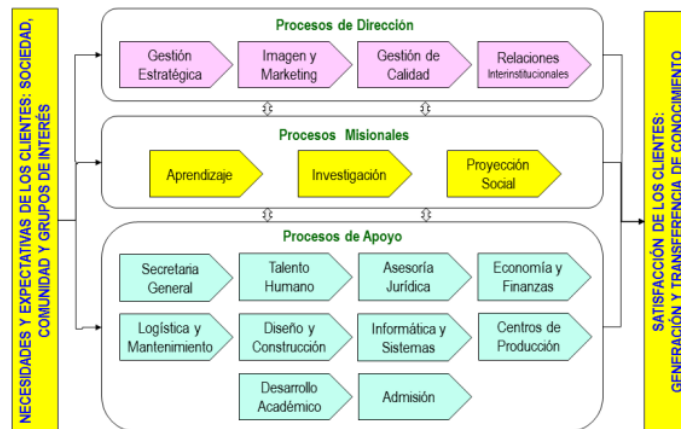 NECESIDADES Y EXPECTATIVAS DE LOS CLIENTES: SOCIEDAD,
COMUNIDAD Y GRUPOS DE INTERÉS
Procesos de Dirección
Gestión
Estratégica
Imagen y
Marketing
Gestión de
Calidad
Relaciones
Interinstitucionales
Procesos Misionales
Aprendizaje
Investigación
Proyección
Social
Procesos de Apoyo
Secretaria
General
Talento
Humano
Asesoría
Jurídica
Economía y
Finanzas
Logística y
Mantenimiento
Diseño y
Construcción
Informática y
Sistemas
Centros de
Producción
Desarrollo
Académico
Admisión
SATISFACCIÓN DE LOS CLIENTES:
GENERACIÓN Y TRANSFERENCIA DE CONOCIMIENTO